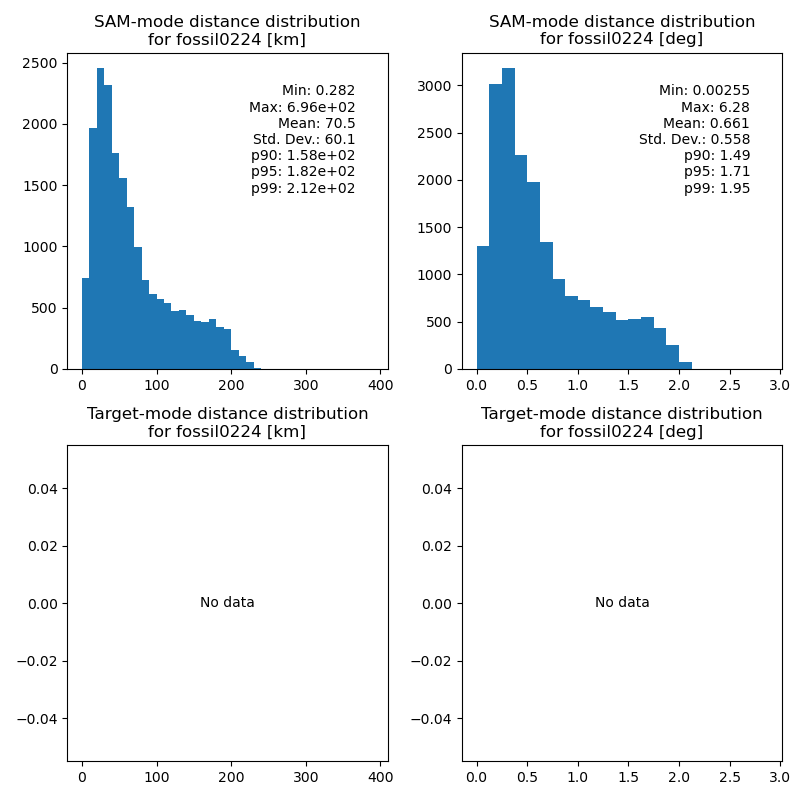 SAM-mode distance distribution
for fossil0224 [km]
2500
2000
1500
1000
500
0
0 100 200 300 400
Min: 0.282
Max: 6.96e+02
Mean: 70.5
Std. Dev.: 60.1
p90: 1.58e+02
p95: 1.82e+02
p99: 2.12e+02
SAM-mode distance distribution
for fossil0224 [deg]
3000
2500
2000
1500
1000
500
0
0.0 0.5 1.0 1.5 2.0 2.5 3.0
Min: 0.00255
Max: 6.28
Mean: 0.661
Std. Dev.: 0.558
p90: 1.49
p95: 1.71
p99: 1.95
Target-mode distance distribution
for fossil0224 [km]
0.04
0.02
0.00
−0.02
−0.04
No data
0 100 200 300 400
Target-mode distance distribution
for fossil0224 [deg]
0.04
0.02
0.00
−0.02
−0.04
No data
0.0 0.5 1.0 1.5 2.0 2.5 3.0